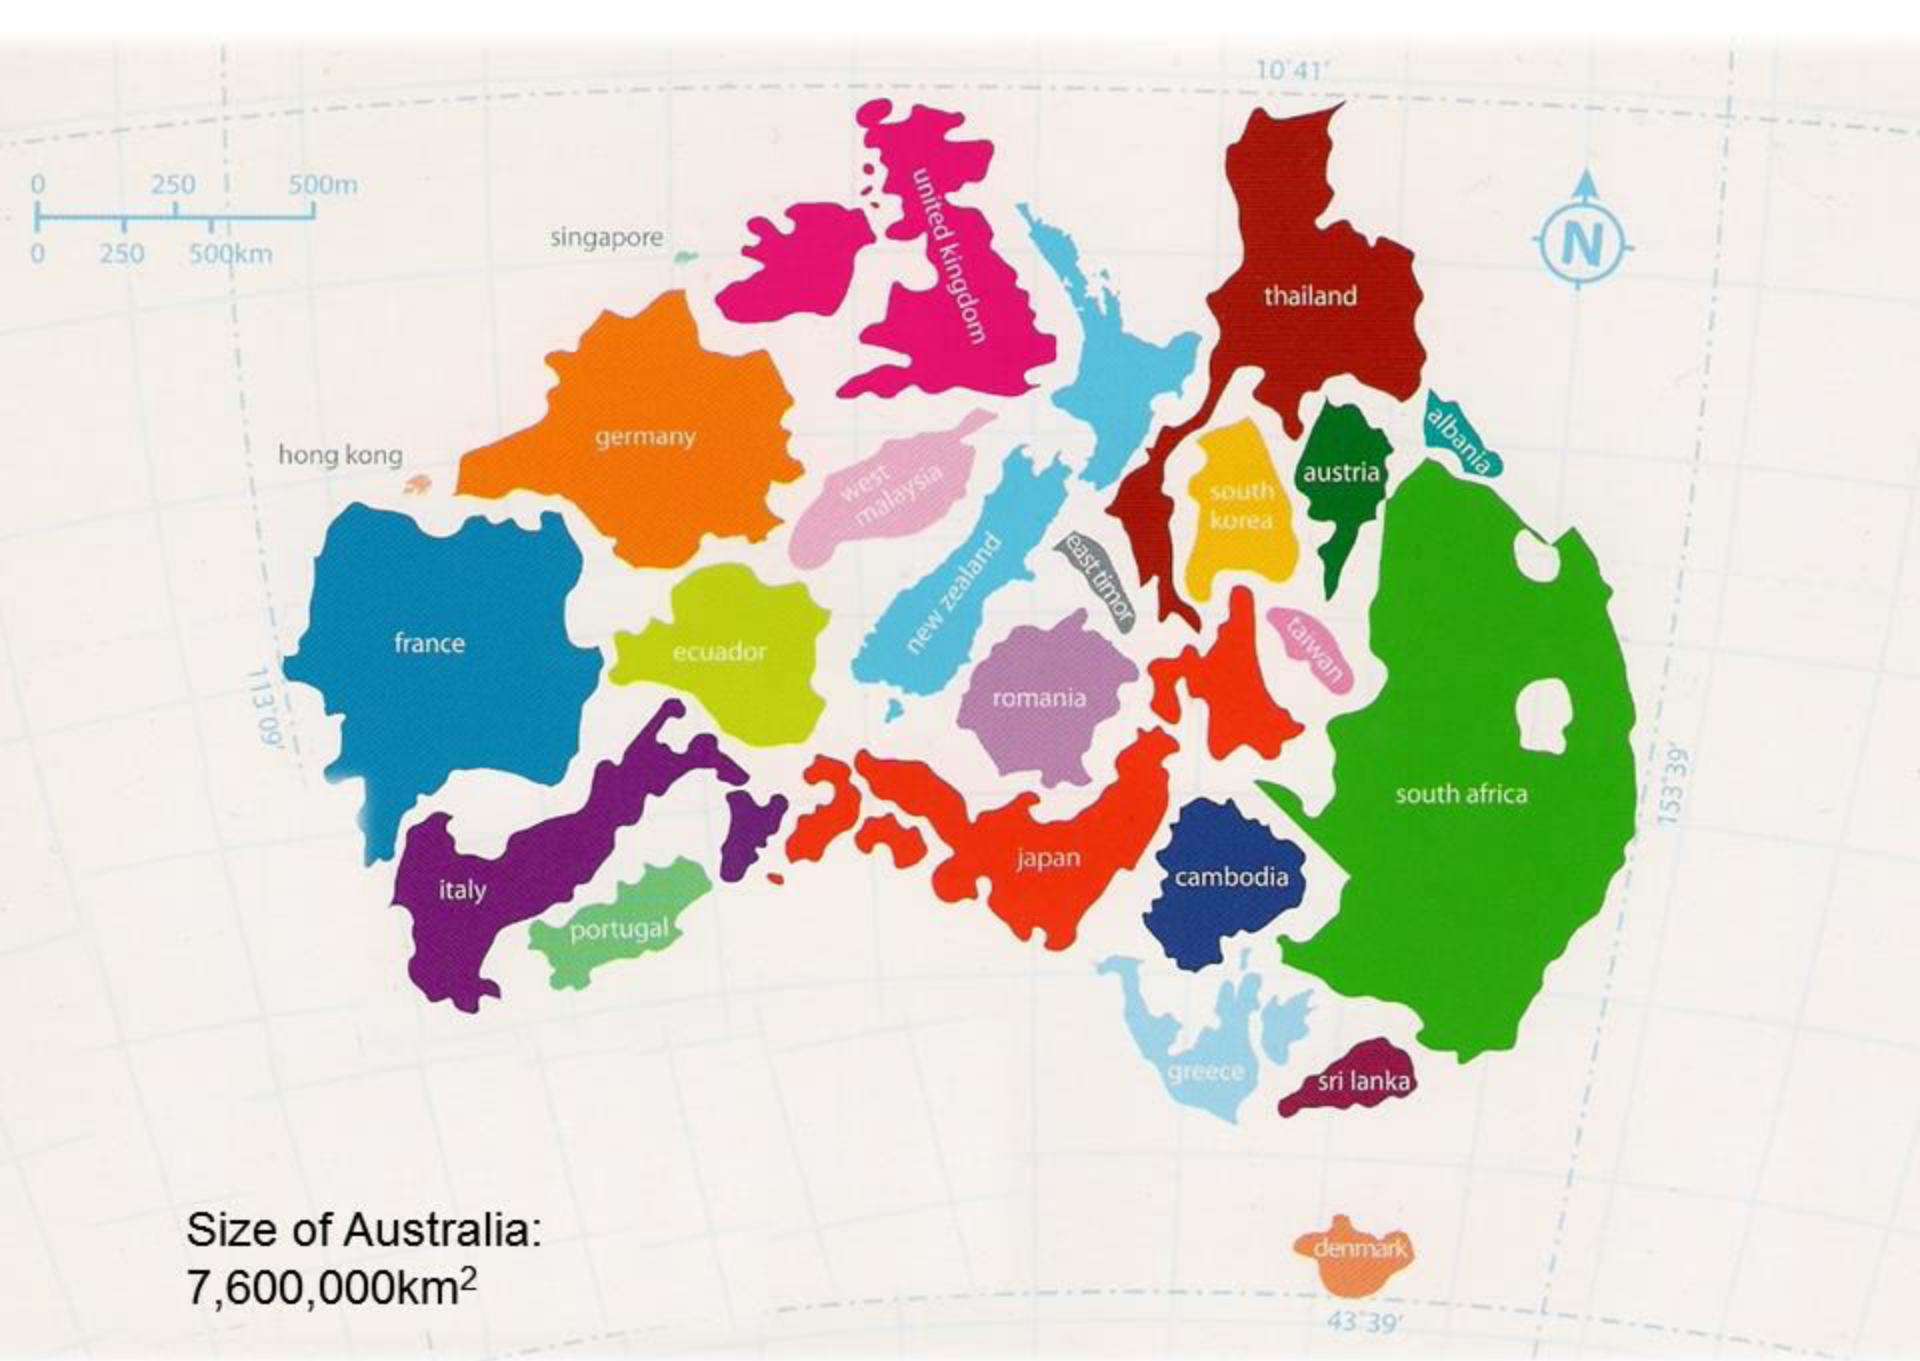 10°41'
0 250 500m
0 250 500km
singapore
united kingdom
N
thailand
germany
albania
hong kong
west
malaysia
south
korea
austria
new zealand
east timor
france
ecuador
taiwan
romania
113°09'
153°39'
south africa
japan
italy
cambodia
portugal
greece
sri lanka
Size of Australia:
7,600,000km²
denmark
43°39'